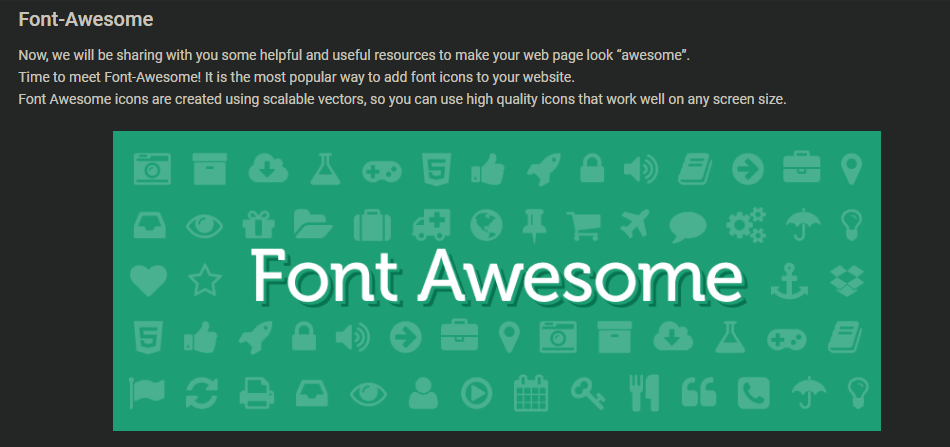 Font-Awesome
Now, we will be sharing with you some helpful and useful resources to make your web page look “awesome”.
Time to meet Font-Awesome! It is the most popular way to add font icons to your website.
Font Awesome icons are created using scalable vectors, so you can use high quality icons that work well on any screen size.
Font Awesome